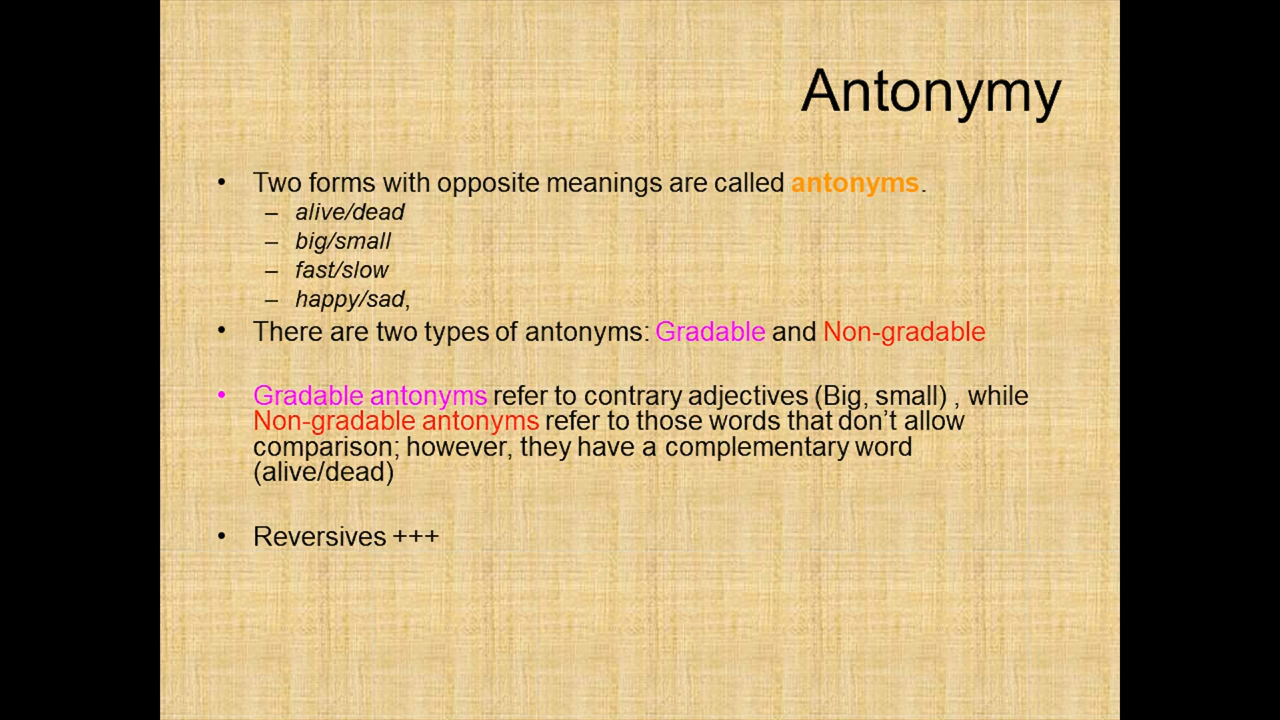 Antonymy
• Two forms with opposite meanings are called antonyms.
– alive/dead
– big/small
– fast/slow
– happy/sad,
• There are two types of antonyms: Gradable and Non-gradable
• Gradable antonyms refer to contrary adjectives (Big, small) , while
Non-gradable antonyms refer to those words that don’t allow
comparison; however, they have a complementary word
(alive/dead)
• Reversives +++